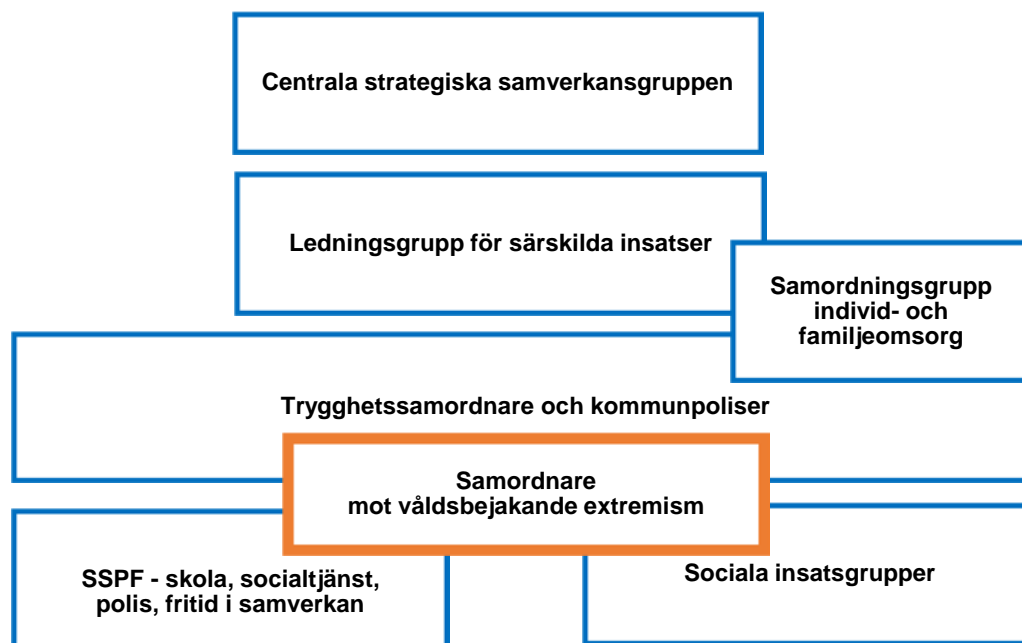 Centrala strategiska samverkansgruppen
Ledningsgrupp för särskilda insatser
Samordningsgrupp
individ- och
familjeomsorg
Trygghetssamordnare och kommunpoliser
Samordnare
mot våldsbejakande extremism
SSPF - skola, socialtjänst,
polis, fritid i samverkan
Sociala insatsgrupper